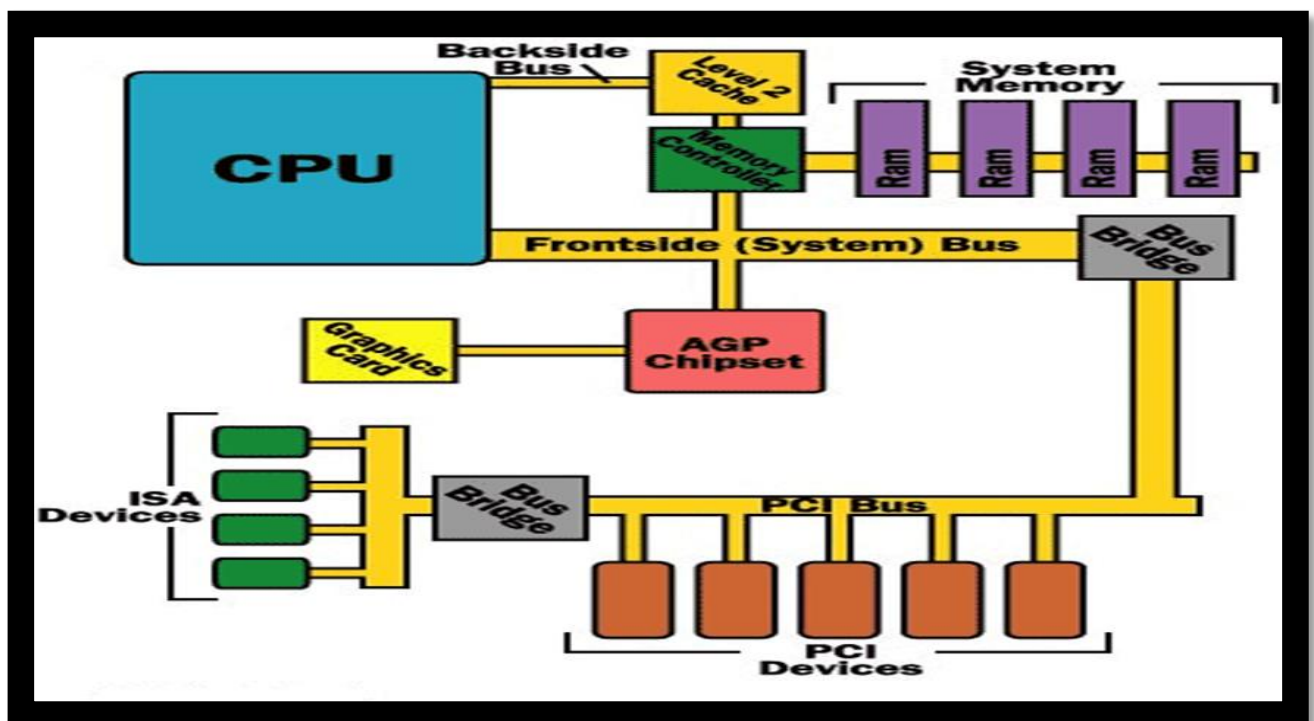 Backside
Bus
Level 2
Cache
System
Memory
CPU
Memory
Controller
Ram
Ram
Ram
Ram
Frontside (System) Bus
Bus
Bridge
Graphics
Card
AGP
Chipset
ISA
Devices
Bus
Bridge
PCI Bus
PCI
Devices